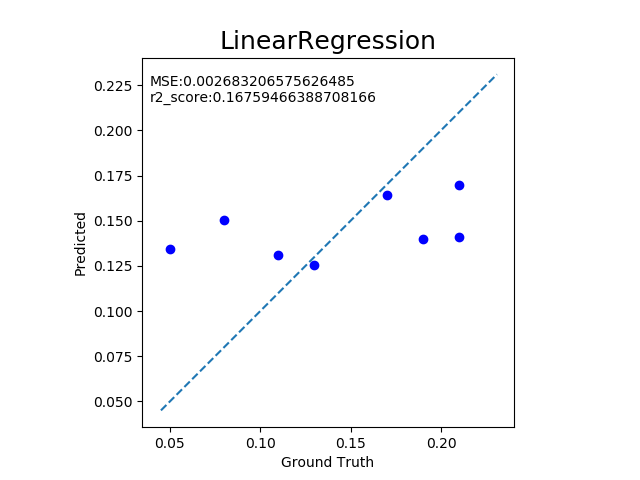 LinearRegression
MSE:0.002683206575626485
r2_score:0.16759466388708166
0.225
0.200
0.175
0.150
0.125
0.100
0.075
0.050
Predicted
0.05 0.10 0.15 0.20
Ground Truth